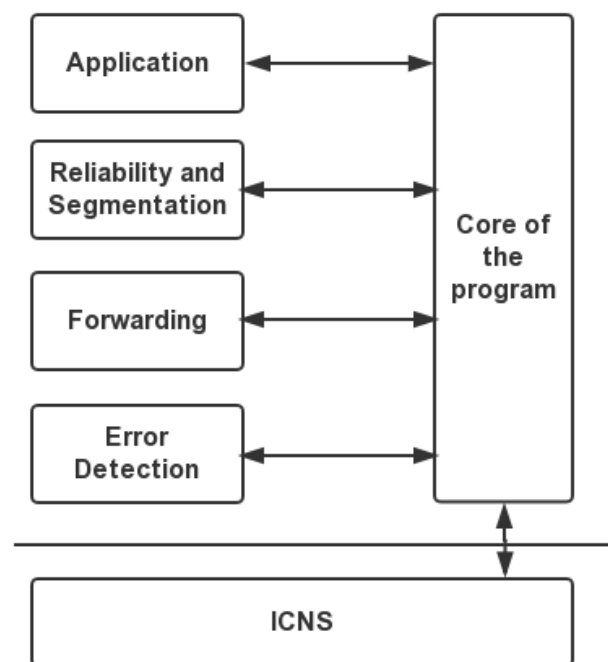 Application
Reliability and
Segmentation
Forwarding
Error
Detection
Core of
the
program
ICNS